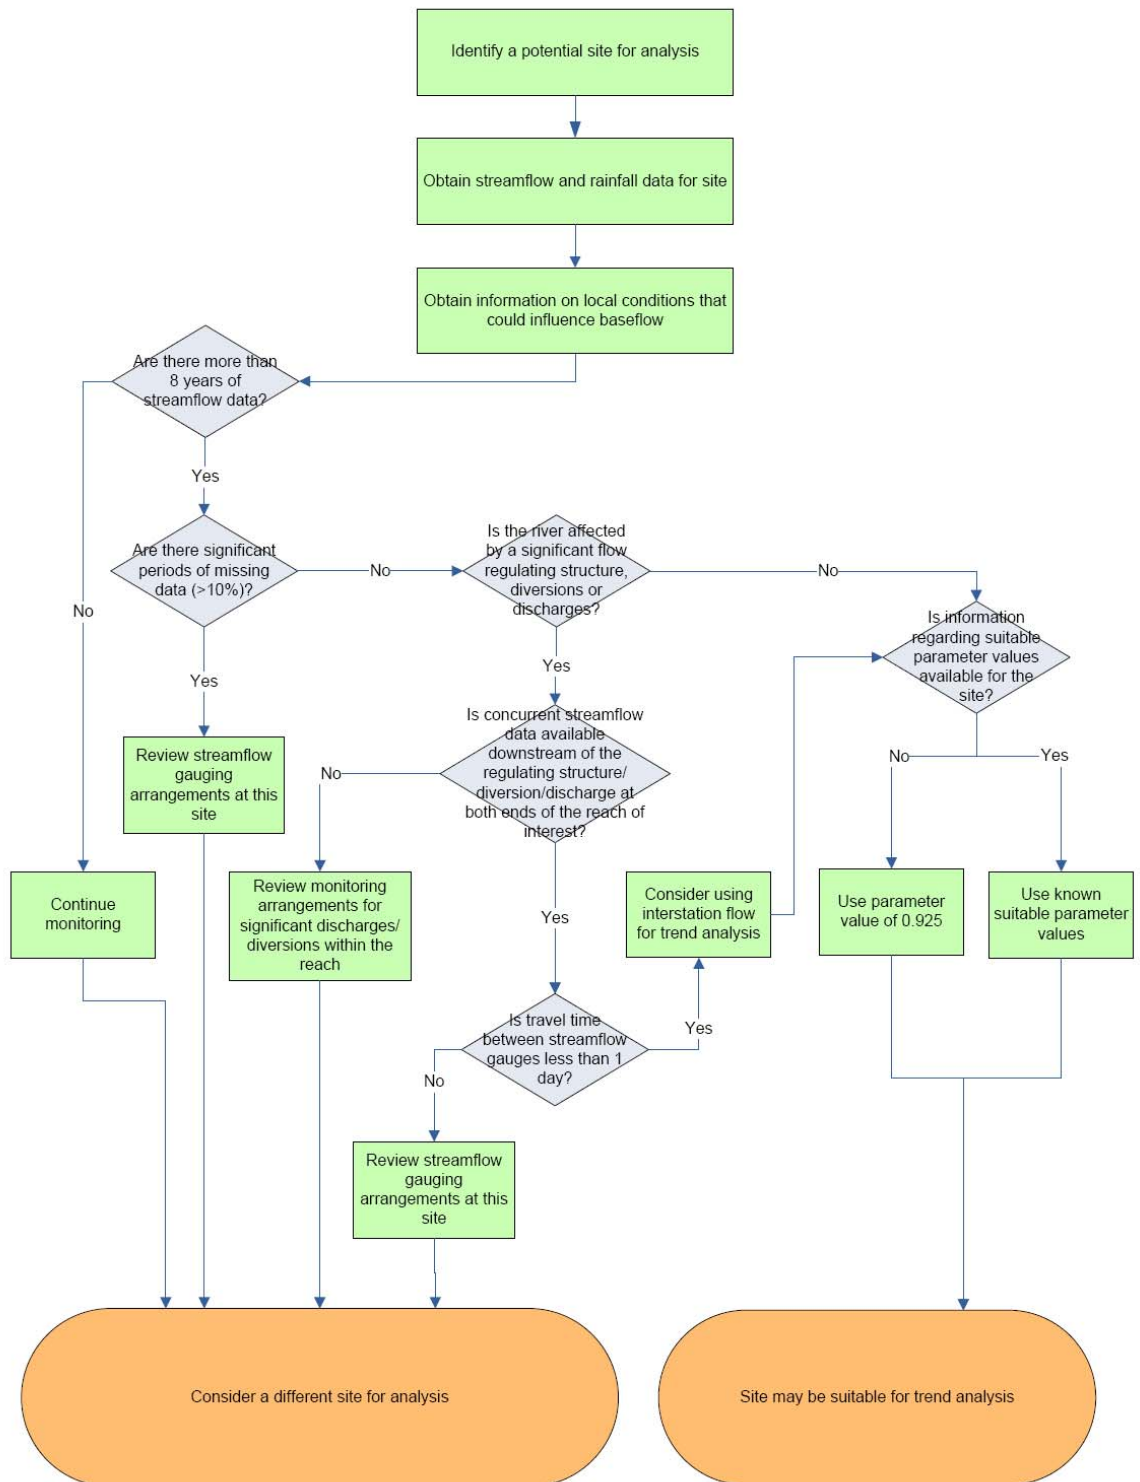 Identify a potential site for analysis
Obtain streamflow and rainfall data for site
Obtain information on local conditions that
could influence baseflow
Are there more than
8 years of
streamflow data?
Yes
No
Are there significant
periods of missing
data (>10%)?
No
Yes
Is the river affected
by a significant flow
regulating structure,
diversions or
discharges?
No
Yes
Is information
regarding suitable
parameter values
available for the
site?
No
Yes
Is concurrent streamflow
data available
downstream of the
regulating structure/
diversion/discharge at
both ends of the reach of
interest?
No
Yes
Review streamflow
gauging
arrangements at this
site
Continue
monitoring
Review monitoring
arrangements for
significant discharges/
diversions within the
reach
Consider using
interstation flow
for trend analysis
Use parameter
value of 0.925
Use known
suitable parameter
values
Is travel time
between streamflow
gauges less than 1
day?
Yes
No
Review streamflow
gauging
arrangements at this
site
Consider a different site for analysis
Site may be suitable for trend analysis